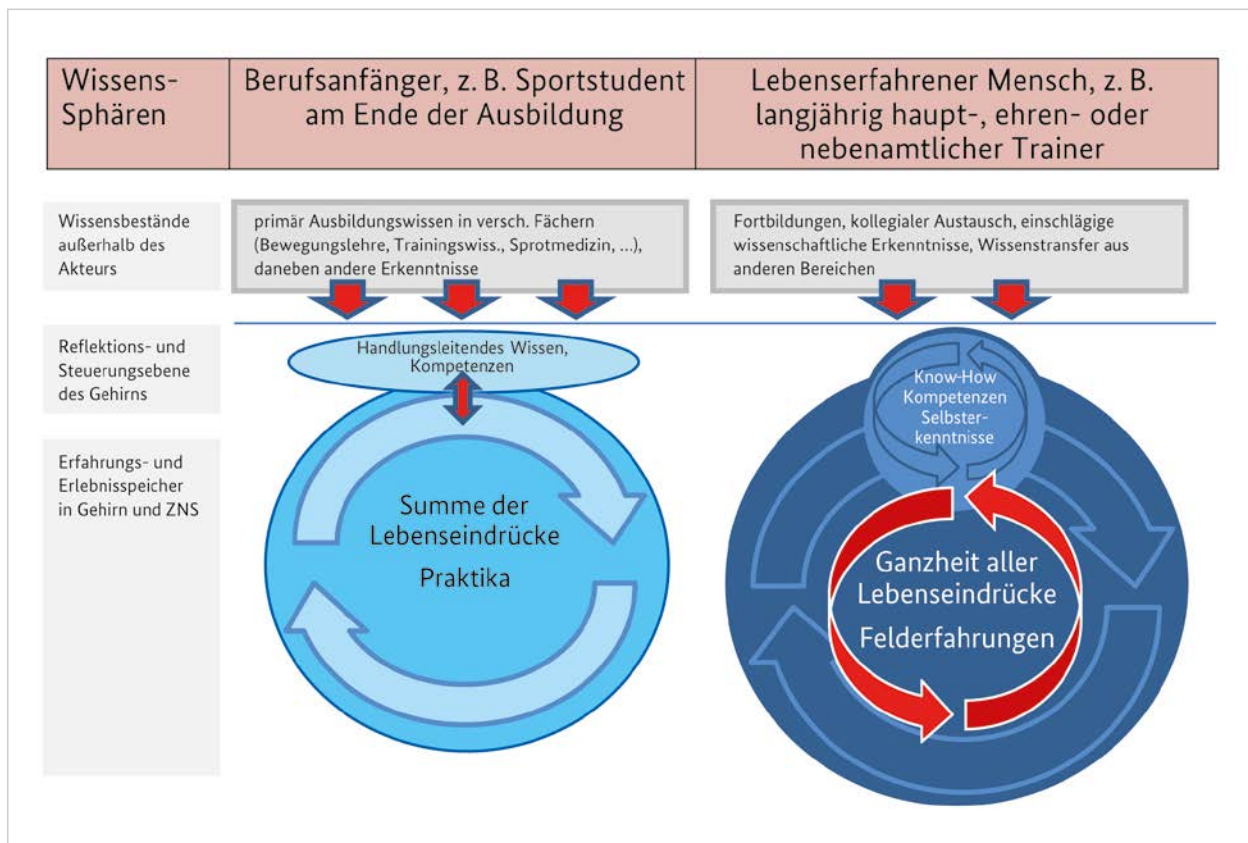 Wissens-
Sphären
Berufsanfänger, z. B. Sportstudent
am Ende der Ausbildung
Lebenserfahrener Mensch, z. B.
langjährig haupt-, ehren- oder
nebenamtlicher Trainer
Wissensbestände
außerhalb des
Akteurs
primär Ausbildungswissen in versch. Fächern
(Bewegungslehre, Trainingswiss., Sprotmedizin, ...),
daneben andere Erkenntnisse
Fortbildungen, kollegialer Austausch, einschlägige
wissenschaftliche Erkenntnisse, Wissenstransfer aus
anderen Bereichen
Reflektions- und
Steuerungsebene
des Gehirns
Handlungsleitendes Wissen,
Kompetenzen
Know-How
Kompetenzen
Selbster-
kenntnisse
Erfahrungs- und
Erlebnisspeicher
in Gehirn und ZNS
Summe der
Lebenseindrücke
Praktika
Ganzheit aller
Lebenseindrücke
Felderfahrungen